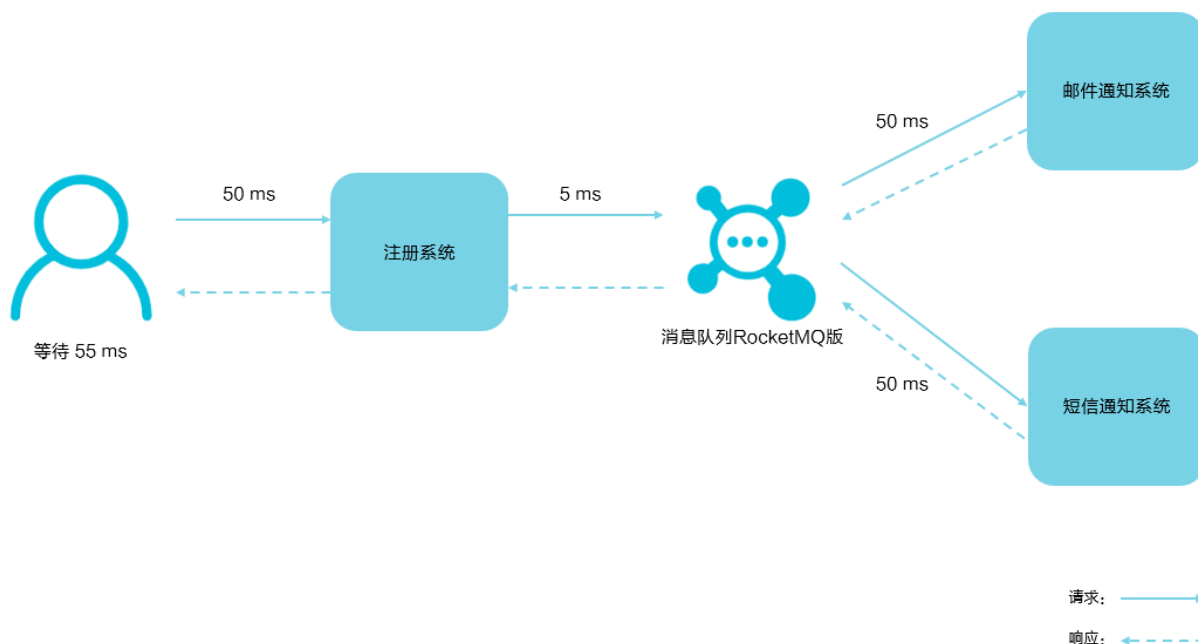 邮件通知系统
50 ms
50 ms
5 ms
注册系统
消息队列RocketMQ版
等待 55 ms
50 ms
短信通知系统
请求：
响应：